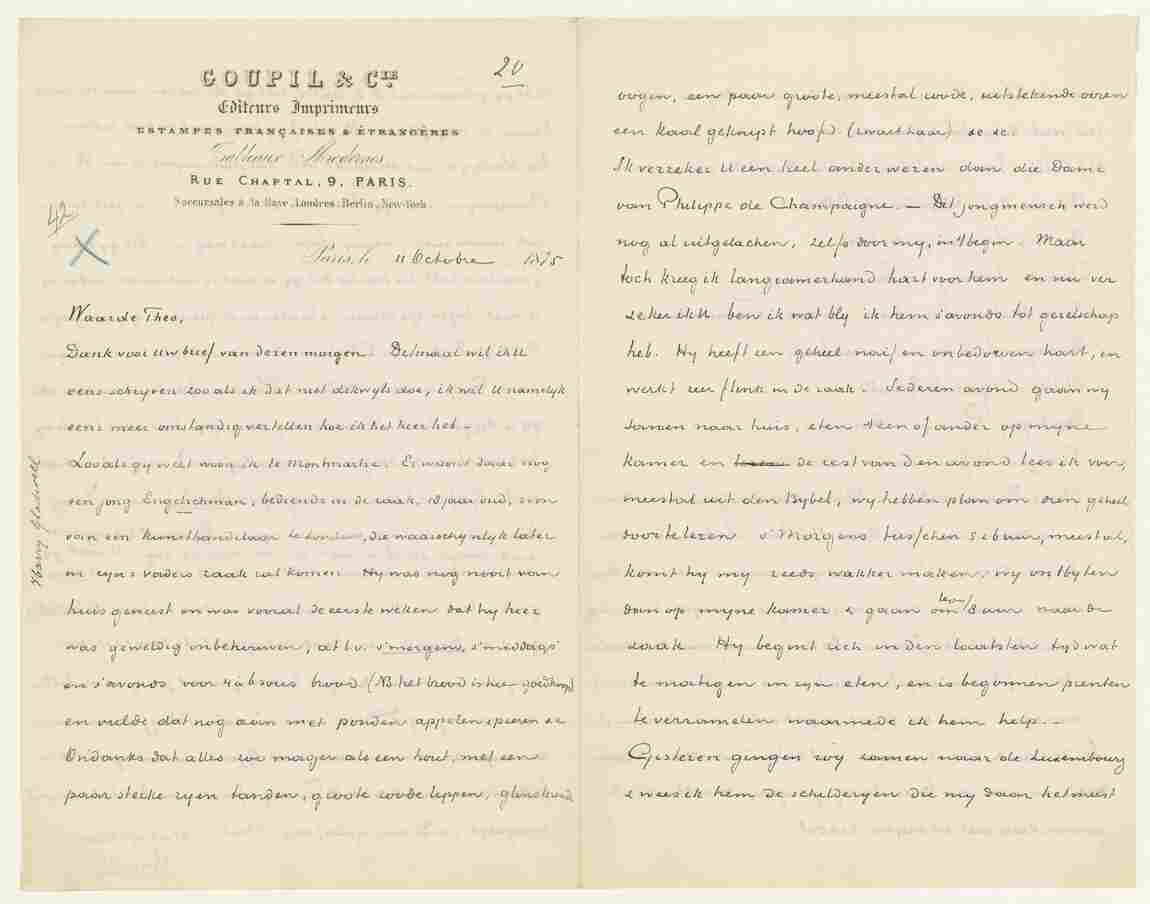 20
GOUPIL & CIE
Editeurs Imprimeurs
ESTAMPES FRANÇAISES & ÉTRANGÈRES
Tableaux Modernes
RUE CHAPTAL, 9, PARIS.
Succursales à la Haye, Londres, Berlin, New-York.
42
Paris, le 11 Octobre 1875
Waarde Theo,
Dank voor uw brief van dezen morgen. Ditmaal wil ik U
eens schrijven zoo als ik dat niet dikwyls doe, ik wil U namelyk
eens meer omstandig vertellen hoe ik het hier heb. –
Zooals gy weet woon ik te Montmartre. Er woont daar nog
een jong Engelschman, bediende in de zaak, 18 jaar oud, zoon
van een kunsthandelaar te Londen, die waarschynlyk later
in zyns vaders zaak zal komen. Hy was nog nooit van
huis geweest en was vooral de eerste weken dat hy hier
was geweldig onbehouwen, at b.v. s'morgens, s'middags
en s'avonds voor 4 à 6 sous brood (NB. het brood is hier goedkoop)
en vulde dat nog aan met ponden appelen & peeren &c
Ondanks dat alles zoo mager als een hout, met een
paar sterke ryen tanden, groote roode lippen, glinsterende
Harry Gladwell
oogen, een paar groote, meestal roode, uitstekende ooren
een kaal geknipt hoofd (zwart haar) &c &c.
Ik verzeker U een heel ander wezen dan die Dame
van Philippe de Champaigne. – Dit jongmensch werd
nog al uitgelachen, zelfs door my, in 't begin. Maar
toch kreeg ik langzamerhand hart voor hem en nu ver
zeker ik U ben ik wat bly ik hem s'avonds tot gezelschap
heb. Hy heeft een geheel naïf en onbedorven hart, en
werkt zeer flink in de zaak. Iederen avond gaan wy
samen naar huis, eten 't een of ander op myne
kamer en de rest van den avond lees ik voor,
meestal uit den Bybel, wy hebben plan om dien geheel
door te lezen. s'Morgens tusschen 5 & 6 uur, meestal,
komt hy my reeds wakker maken, wy ontbyten
dan op myne kamer & gaan om 8 uur naar de
zaak. Hy begint zich in den laatsten tyd wat
te matigen in zyn eten, en is begonnen prenten
te verzamelen waarmede ik hem help. –
Gisteren gingen wy samen naar de Luxembourg
& wees ik hem de schilderyen die my daar het meest